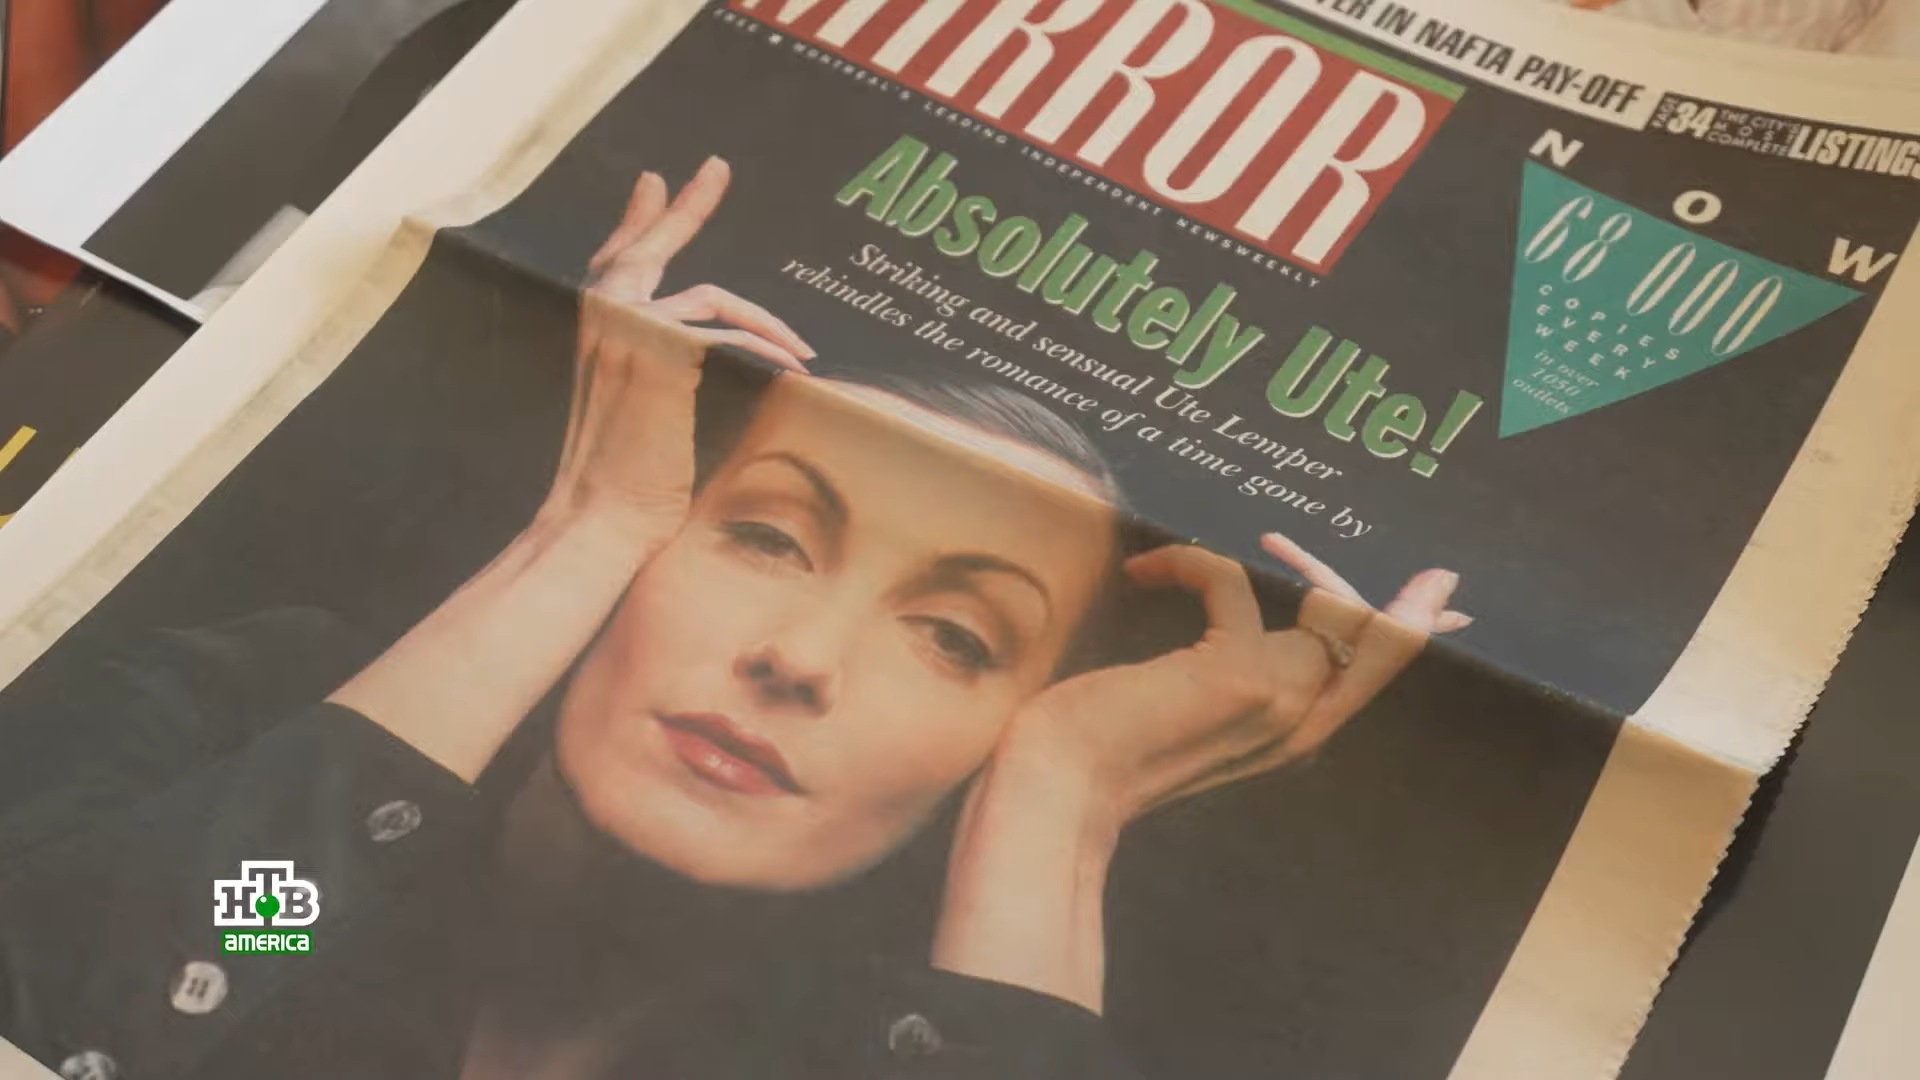 MIRROR
FREE ■ MONTREAL'S LEADING INDEPENDENT NEWSWEEKLY
IN NAFTA PAY-OFF
PAGE 34 THE CITY'S MOST COMPLETE LISTINGS
NOW
68 000
COPIES
EVERY
WEEK
in over
1050
outlets
Absolutely Ute!
Striking and sensual Ute Lemper
rekindles the romance of a time gone by
НТВ
america